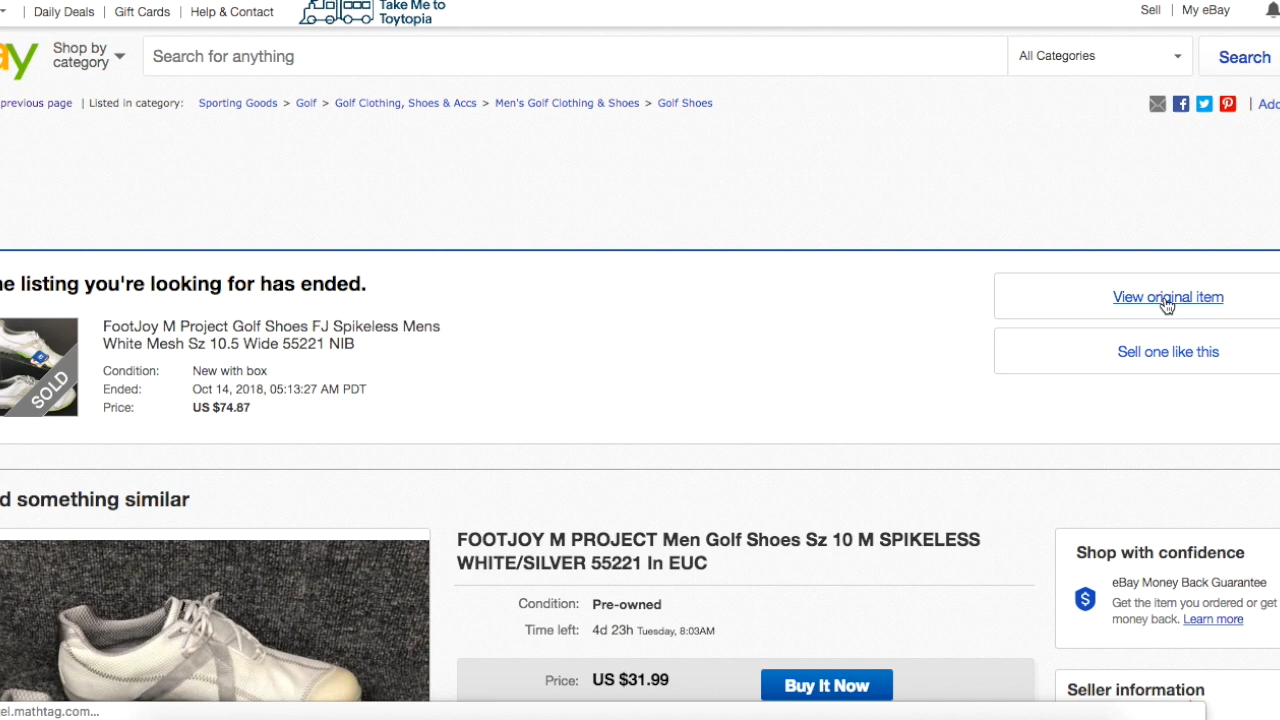 Daily Deals | Gift Cards | Help & Contact
Take Me to
Toytopia
Sell | My eBay
ay
Shop by
category
Search for anything
All Categories
Search
previous page | Listed in category: Sporting Goods > Golf > Golf Clothing, Shoes & Accs > Men's Golf Clothing & Shoes > Golf Shoes
| Add
he listing you're looking for has ended.
View original item
Sell one like this
SOLD
FootJoy M Project Golf Shoes FJ Spikeless Mens
White Mesh Sz 10.5 Wide 55221 NIB
Condition: New with box
Ended: Oct 14, 2018, 05:13:27 AM PDT
Price: US $74.87
d something similar
FOOTJOY M PROJECT Men Golf Shoes Sz 10 M SPIKELESS
WHITE/SILVER 55221 In EUC
Condition: Pre-owned
Time left: 4d 23h Tuesday, 8:03AM
Price: US $31.99
Buy It Now
Shop with confidence
eBay Money Back Guarantee
Get the item you ordered or get
money back. Learn more
Seller information
el.mathtag.com...